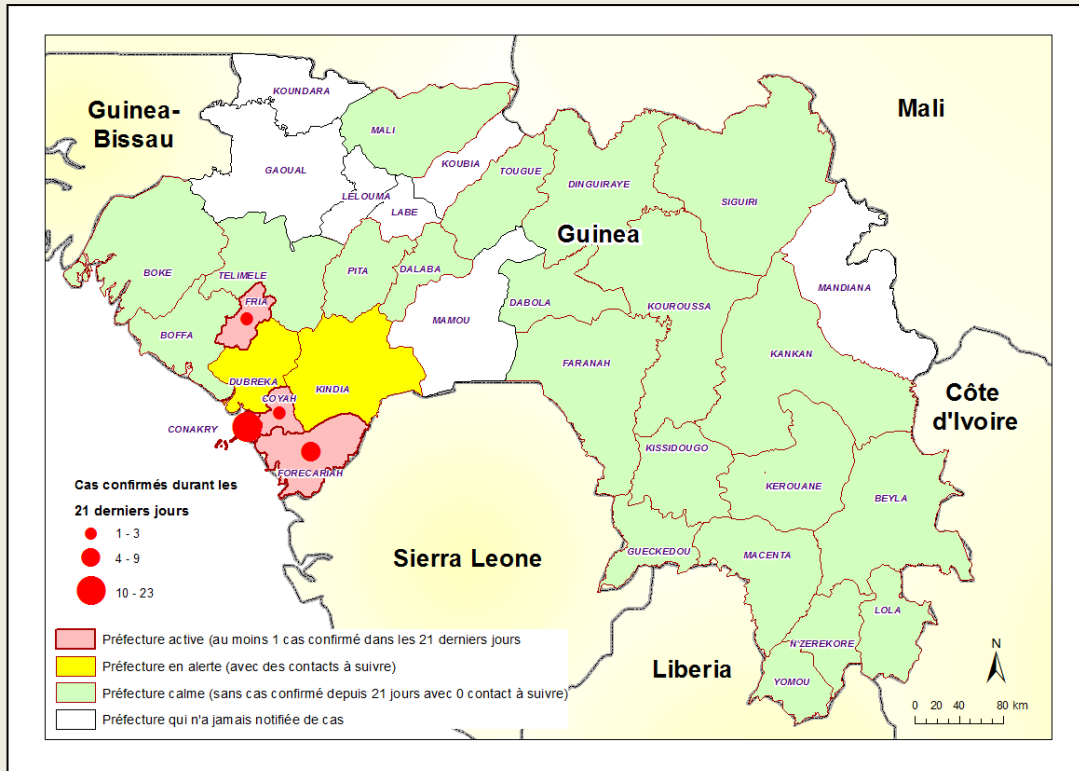 Guinea-
Bissau
Mali
KOUNDARA
MALI
GAOUAL
KOUBIA
TOUGUE
DINGUIRAYE
LELOUMA
LABE
SIGUIRI
Guinea
BOKE
TELIMELE
PITA
DALABA
MANDIANA
FRIA
DABOLA
KOUROUSSA
MAMOU
BOFFA
FARANAH
KANKAN
DUBREKA
KINDIA
COYAH
Côte
d'Ivoire
CONAKRY
KISSIDOUGO
FORECARIAH
KEROUANE
BEYLA
Cas confirmés durant les
21 derniers jours
1 - 3
4 - 9
10 - 23
Sierra Leone
GUECKEDOU
MACENTA
LOLA
N'ZEREKORE
Liberia
YOMOU
Préfecture active (au moins 1 cas confirmé dans les 21 derniers jours
Préfecture en alerte (avec des contacts à suivre)
Préfecture calme (sans cas confirmé depuis 21 jours avec 0 contact à suivre)
Préfecture qui n'a jamais notifiée de cas
N
0 20 40 80 km